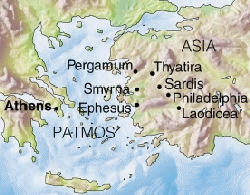 ASIA
Pergamum
Thyatira
Smyrna
Sardis
Philadelphia
Athens
Ephesus
Laodicea
PATMOS